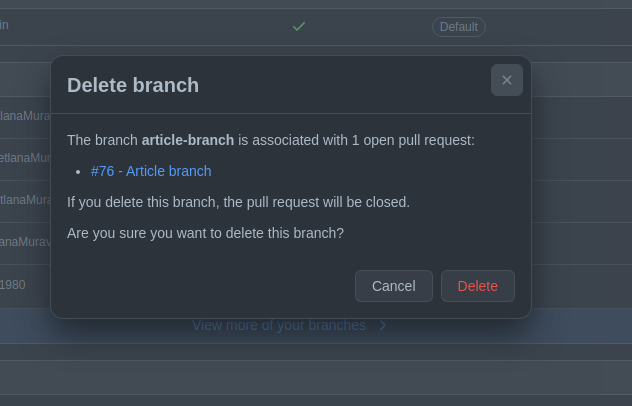 in
Default
Delete branch
The branch article-branch is associated with 1 open pull request:
#76 - Article branch
If you delete this branch, the pull request will be closed.
Are you sure you want to delete this branch?
Cancel
Delete
tlanaMura
etlanaMur
tlanaMura
anaMurav
1980
View more of your branches